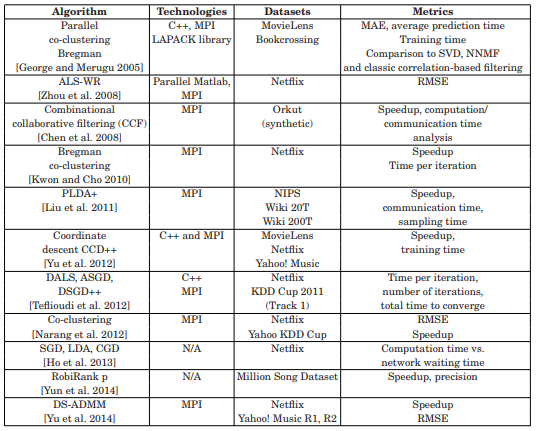 Algorithm Technologies Datasets Metrics
Parallel C++, MPI MovieLens MAE, average prediction time
co-clustering LAPACK library Bookcrossing Training time
Bregman Comparison to SVD, NNMF
[George and Merugu 2005] and classic correlation-based filtering
ALS-WR Parallel Matlab, Netflix RMSE
[Zhou et al. 2008] MPI
Combinational MPI Orkut Speedup, computation/
collaborative filtering (CCF) (synthetic) communication time
[Chen et al. 2008] analysis
Bregman MPI Netflix Speedup
co-clustering Time per iteration
[Kwon and Cho 2010]
PLDA+ MPI NIPS Speedup,
[Liu et al. 2011] Wiki 20T communication time,
Wiki 200T sampling time
Coordinate C++ and MPI MovieLens Speedup,
descent CCD++ Netflix training time
[Yu et al. 2012] Yahoo! Music
DALS, ASGD, C++ Netflix Time per iteration,
DSGD++ MPI KDD Cup 2011 number of iterations,
[Teflioudi et al. 2012] (Track 1) total time to converge
Co-clustering MPI Netflix RMSE
[Narang et al. 2012] Yahoo KDD Cup Speedup
SGD, LDA, CGD N/A Netflix Computation time vs.
[Ho et al. 2013] network waiting time
RobiRank p N/A Million Song Dataset Speedup, precision
[Yun et al. 2014]
DS-ADMM MPI Netflix Speedup
[Yu et al. 2014] Yahoo! Music R1, R2 RMSE